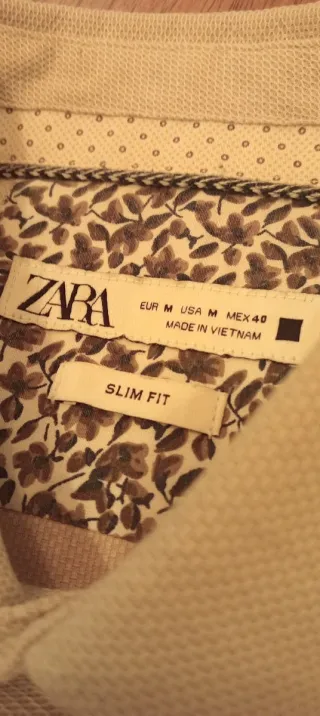 ZARA
EUR M USA M MEX 40
MADE IN VIETNAM
SLIM FIT